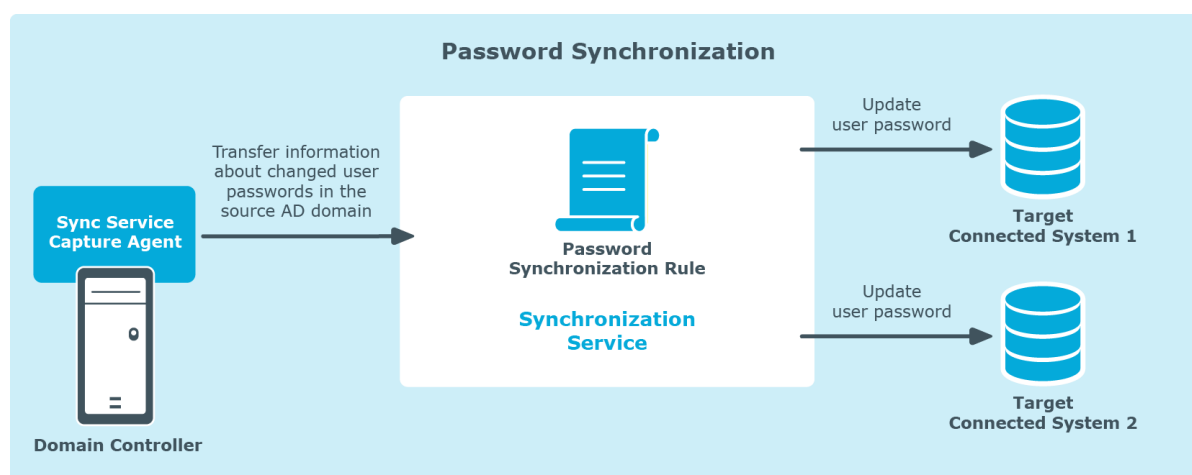 Password Synchronization
Sync Service
Capture Agent
Domain Controller
Transfer information
about changed user
passwords in the
source AD domain
Password
Synchronization Rule
Synchronization
Service
Update
user password
Target
Connected System 1
Update
user password
Target
Connected System 2